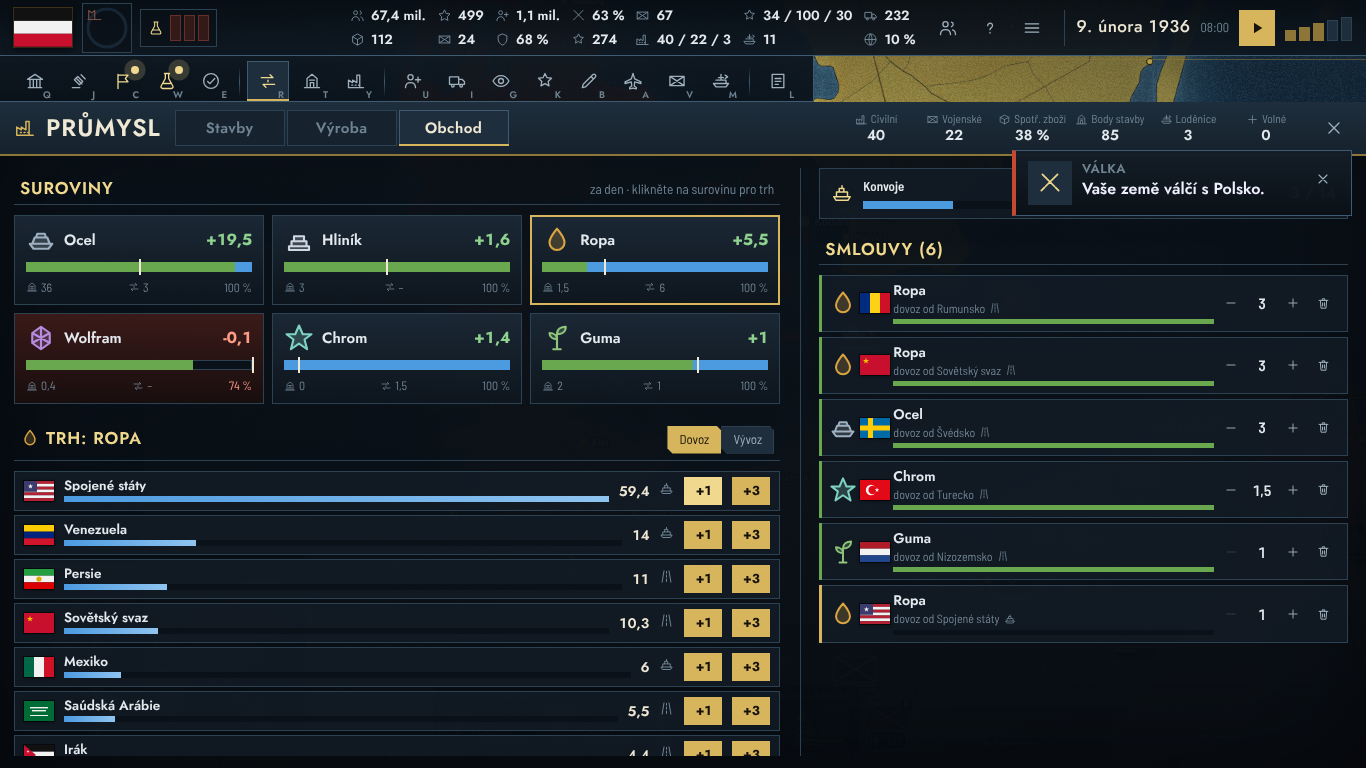 67,4 mil. 499 1,1 mil. 63 % 67 34 / 100 / 30 232
112 24 68 % 274 40 / 22 / 3 11 10 %
? 9. února 1936 08:00
Q J C W E R T Y U I G K B A V M L
PRŮMYSL Stavby Výroba Obchod
Civilní Vojenské Spotř. zboží Body stavby Loděnice Volné
40 22 38 % 85 3 0
VÁLKA
Vaše země válčí s Polsko.
SUROVINY za den · klikněte na surovinu pro trh
Ocel +19,5
36 3 100 %
Hliník +1,6
3 – 100 %
Ropa +5,5
1,5 6 100 %
Wolfram -0,1
0,4 – 74 %
Chrom +1,4
0 1,5 100 %
Guma +1
2 1 100 %
TRH: ROPA Dovoz Vývoz
Spojené státy 59,4 +1 +3
Venezuela 14 +1 +3
Persie 11 +1 +3
Sovětský svaz 10,3 +1 +3
Mexiko 6 +1 +3
Saúdská Arábie 5,5 +1 +3
Irák 4,4 +1 +3
Konvoje
SMLOUVY (6)
Ropa
dovoz od Rumunsko
− 3 +
Ropa
dovoz od Sovětský svaz
− 3 +
Ocel
dovoz od Švédsko
− 3 +
Chrom
dovoz od Turecko
− 1,5 +
Guma
dovoz od Nizozemsko
− 1 +
Ropa
dovoz od Spojené státy
− 1 +